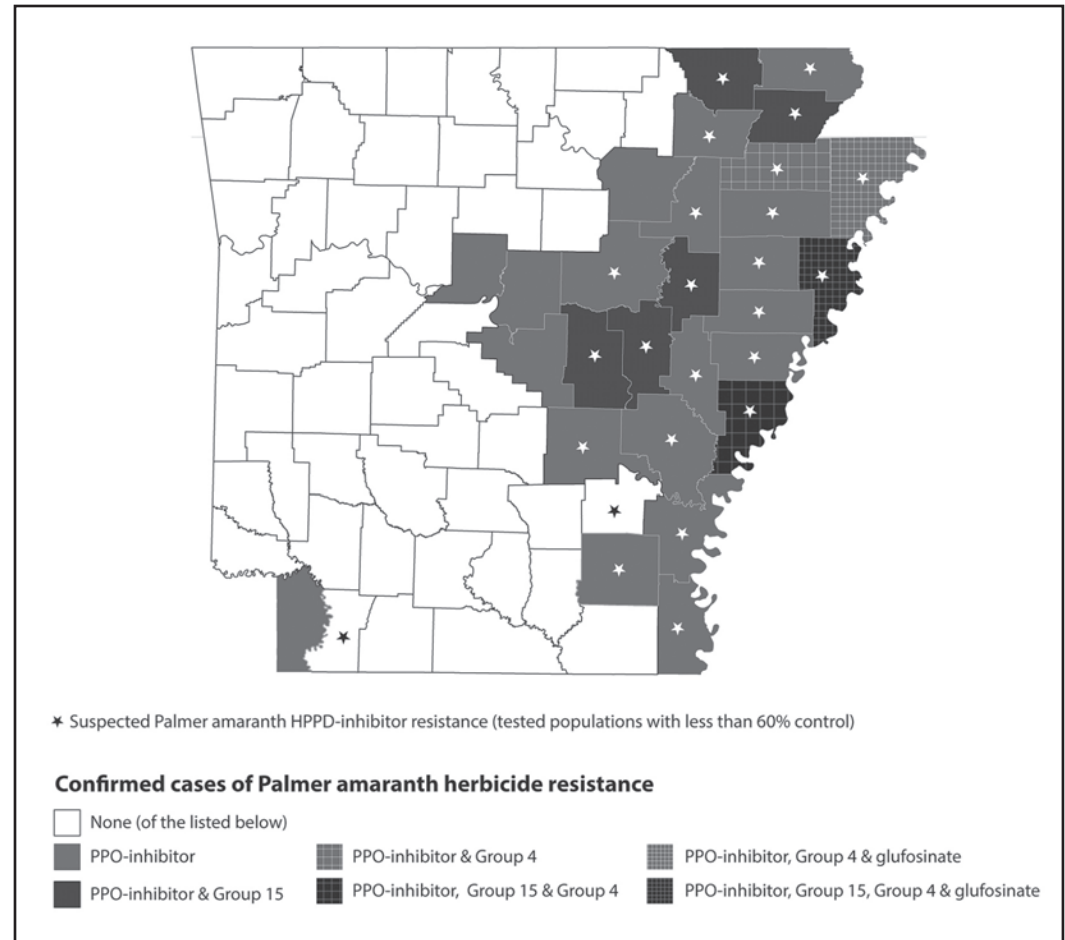 ★ Suspected Palmer amaranth HPPD-inhibitor resistance (tested populations with less than 60% control)
Confirmed cases of Palmer amaranth herbicide resistance
None (of the listed below)
PPO-inhibitor
PPO-inhibitor & Group 4
PPO-inhibitor, Group 4 & glufosinate
PPO-inhibitor & Group 15
PPO-inhibitor, Group 15 & Group 4
PPO-inhibitor, Group 15, Group 4 & glufosinate